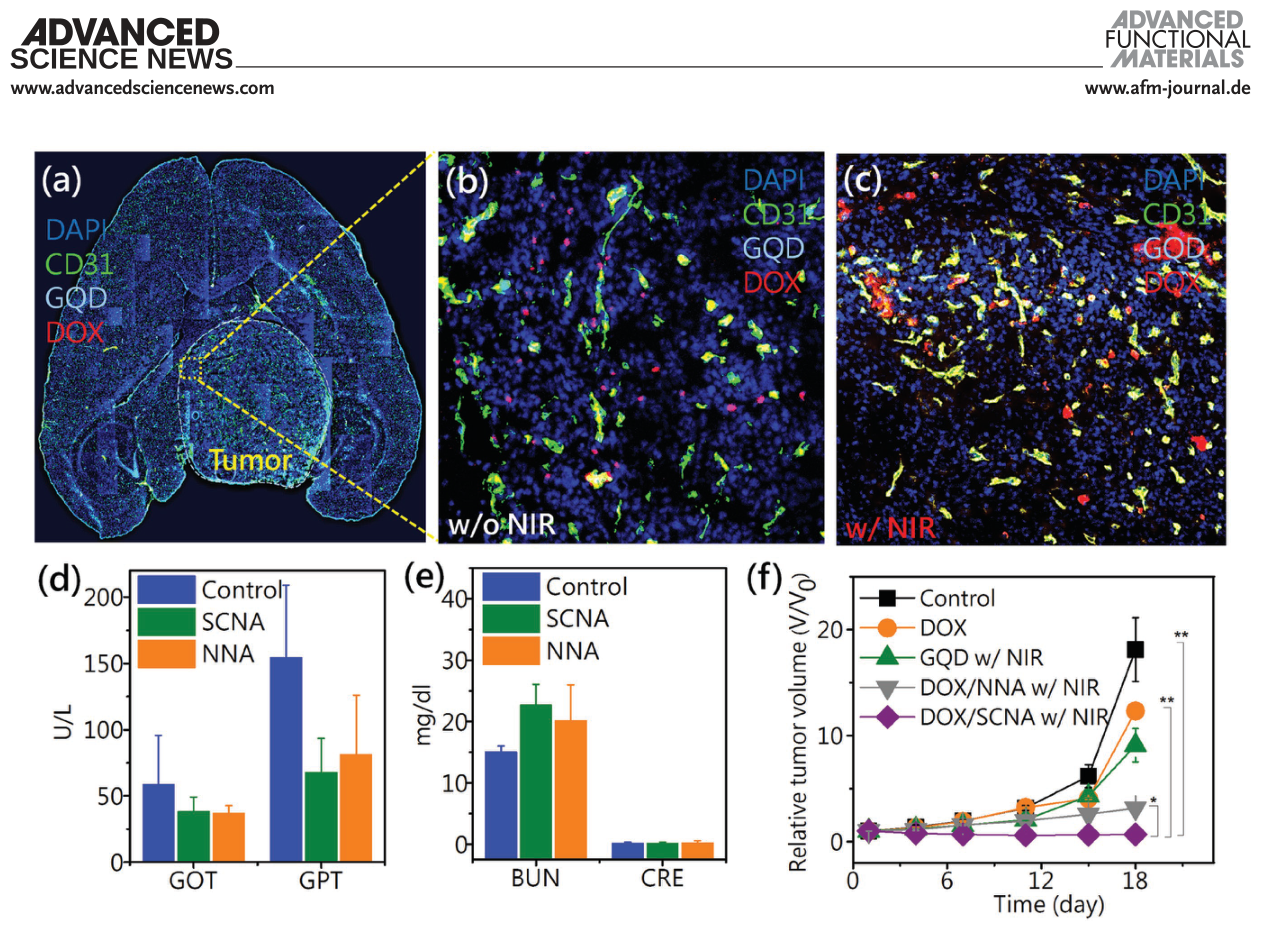 ADVANCED
SCIENCE NEWS
www.advancedsciencenews.com
ADVANCED
FUNCTIONAL
MATERIALS
www.afm-journal.de
(a)
DAPI
CD31
GQD
DOX
Tumor
(b)
DAPI
CD31
GQD
DOX
w/o NIR
(c)
DAPI
CD31
GQD
DOX
w/ NIR
(d)
U/L
200
150
100
50
0
Control
SCNA
NNA
GOT
GPT
(e)
mg/dl
40
30
20
10
0
Control
SCNA
NNA
BUN
CRE
(f)
Relative tumor volume (V/V0)
20
10
0
Control
DOX
GQD w/ NIR
DOX/NNA w/ NIR
DOX/SCNA w/ NIR
**
**
*
0
6
12
18
Time (day)